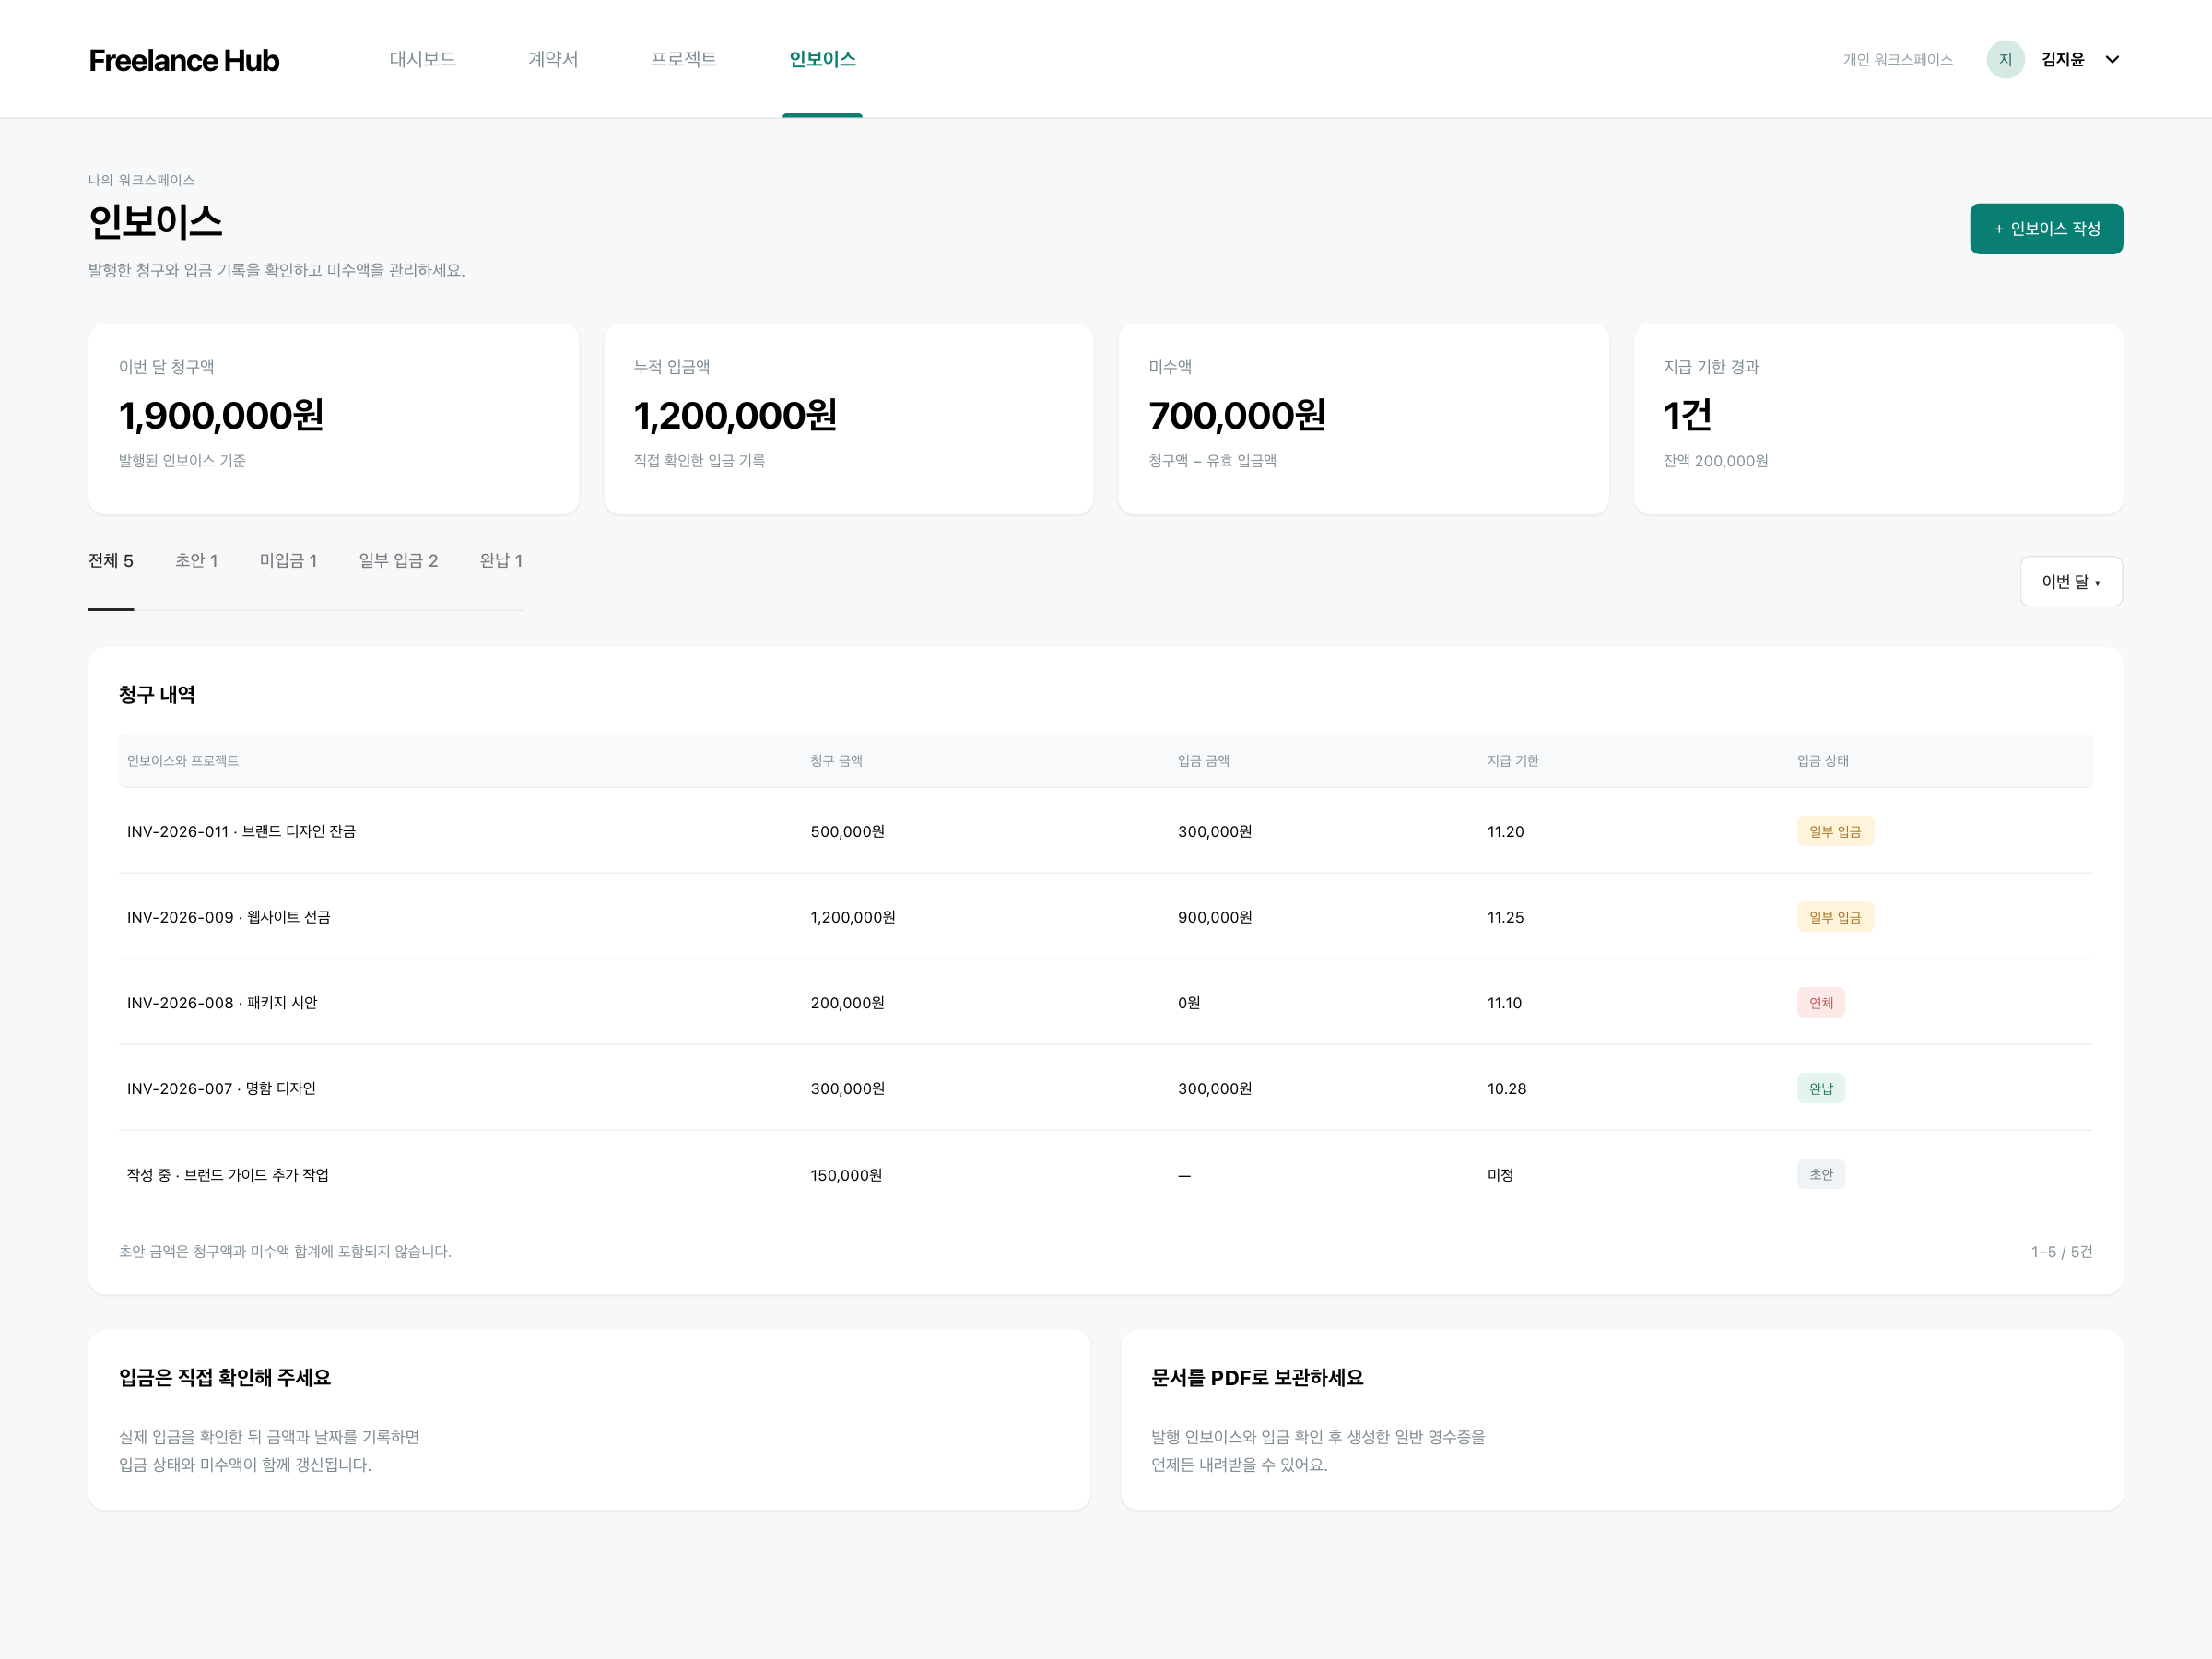 Freelance Hub
대시보드
계약서
프로젝트
인보이스
개인 워크스페이스
지
김지윤
나의 워크스페이스
인보이스
발행한 청구와 입금 기록을 확인하고 미수액을 관리하세요.
+ 인보이스 작성
이번 달 청구액
1,900,000원
발행된 인보이스 기준
누적 입금액
1,200,000원
직접 확인한 입금 기록
미수액
700,000원
청구액 – 유효 입금액
지급 기한 경과
1건
잔액 200,000원
전체 5
초안 1
미입금 1
일부 입금 2
완납 1
이번 달 ▾
청구 내역
인보이스와 프로젝트 청구 금액 입금 금액 지급 기한 입금 상태
INV-2026-011 · 브랜드 디자인 잔금 500,000원 300,000원 11.20 일부 입금
INV-2026-009 · 웹사이트 선금 1,200,000원 900,000원 11.25 일부 입금
INV-2026-008 · 패키지 시안 200,000원 0원 11.10 연체
INV-2026-007 · 명함 디자인 300,000원 300,000원 10.28 완납
작성 중 · 브랜드 가이드 추가 작업 150,000원 — 미정 초안
초안 금액은 청구액과 미수액 합계에 포함되지 않습니다.
1–5 / 5건
입금은 직접 확인해 주세요
실제 입금을 확인한 뒤 금액과 날짜를 기록하면
입금 상태와 미수액이 함께 갱신됩니다.
문서를 PDF로 보관하세요
발행 인보이스와 입금 확인 후 생성한 일반 영수증을
언제든 내려받을 수 있어요.